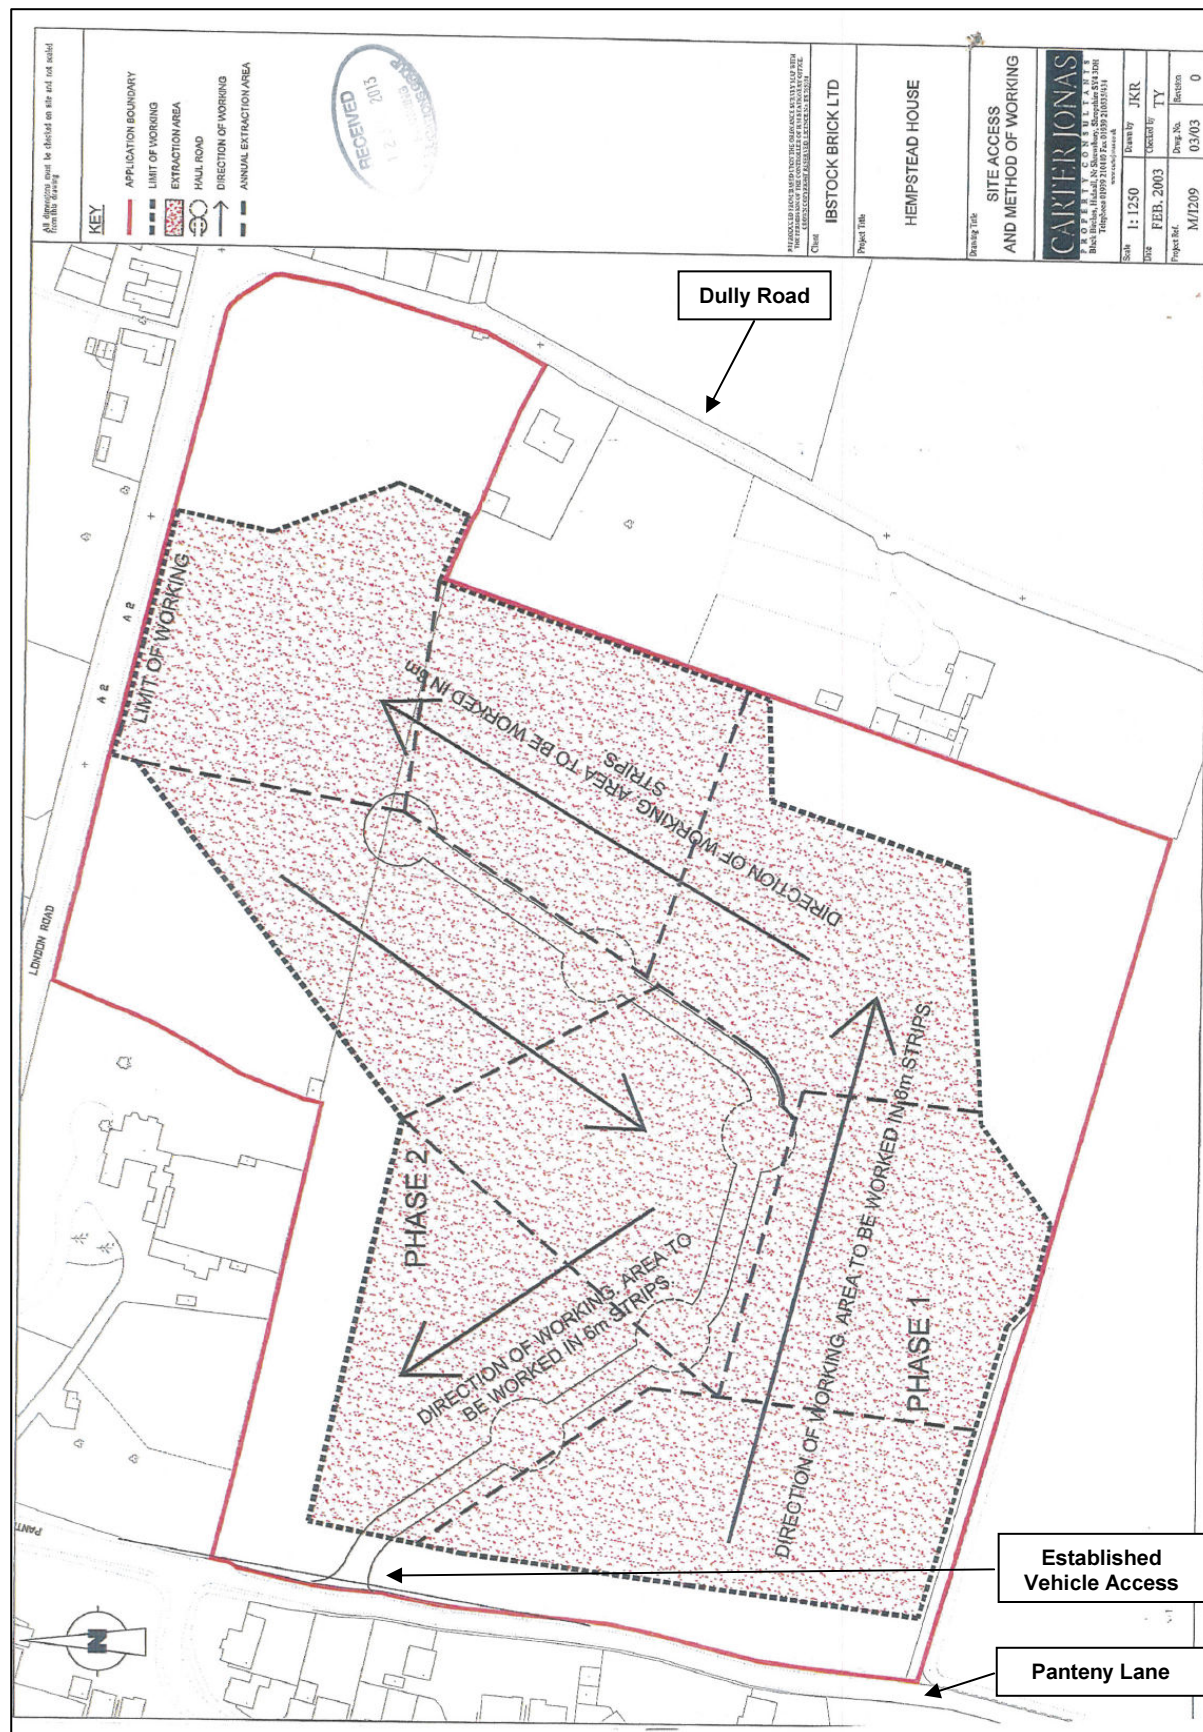 All dimensions must be checked on site and not scaled
from this drawing
KEY
APPLICATION BOUNDARY
LIMIT OF WORKING
EXTRACTION AREA
HAUL ROAD
DIRECTION OF WORKING
ANNUAL EXTRACTION AREA
RECEIVED
2013
Client
IBSTOCK BRICK LTD
Project Title
HEMPSTEAD HOUSE
Drawing Title
SITE ACCESS
AND METHOD OF WORKING
CARTER JONAS
PROPERTY CONSULTANTS
Scale
1:1250
Drawn by
JKR
Date
FEB. 2003
Checked by
TY
Project Ref.
M/1209
Drwg. No.
03/03
Revision
0
Dully Road
LONDON ROAD
A 2
A 2
LIMIT OF WORKING
DIRECTION OF WORKING AREA TO BE WORKED IN 6m
STRIPS
PHASE 2
DIRECTION OF WORKING AREA TO
BE WORKED IN 6m STRIPS.
DIRECTION OF WORKING AREA TO BE WORKED IN 6m STRIPS.
PHASE 1
PANT
N
Established
Vehicle Access
Panteny Lane